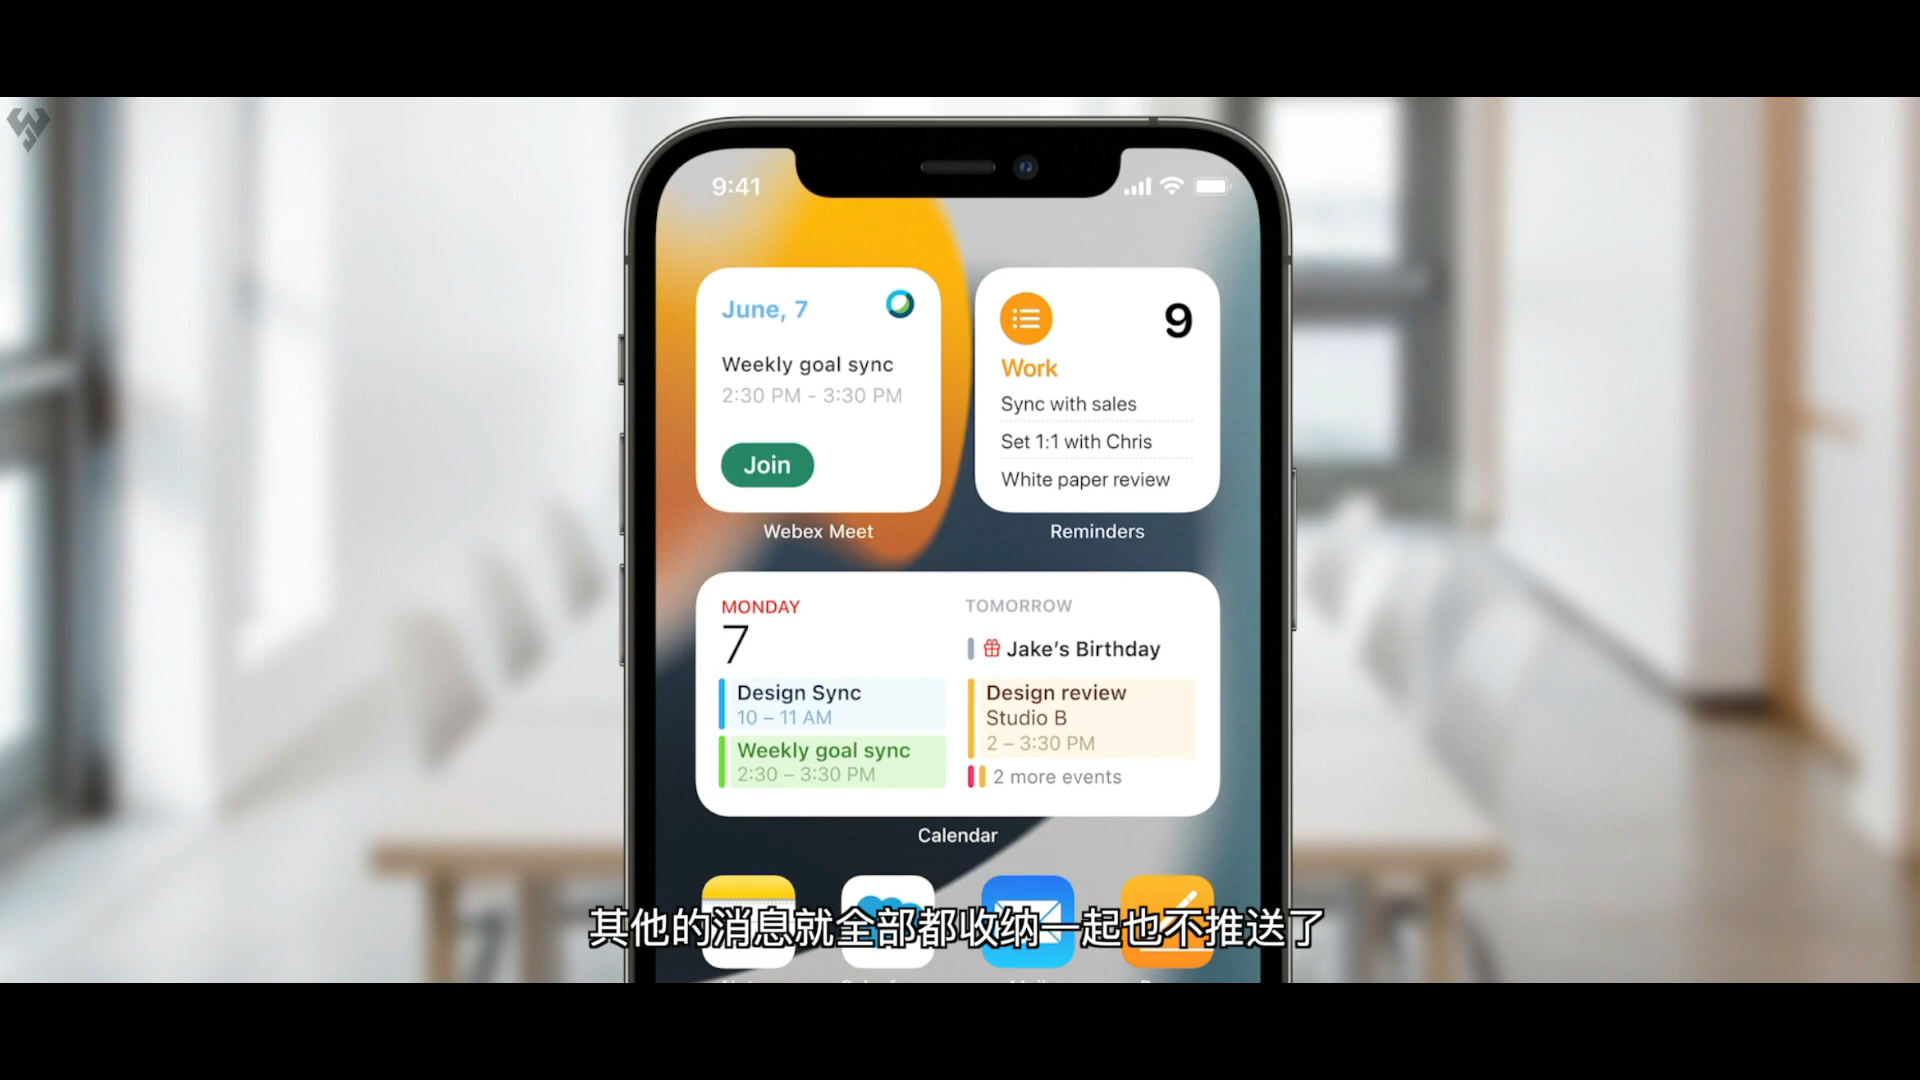 9:41
June, 7
Weekly goal sync
2:30 PM - 3:30 PM
Join
Webex Meet
9
Work
Sync with sales
Set 1:1 with Chris
White paper review
Reminders
MONDAY
7
Design Sync
10 – 11 AM
Weekly goal sync
2:30 – 3:30 PM
TOMORROW
Jake's Birthday
Design review
Studio B
2 – 3:30 PM
2 more events
Calendar
其他的消息就全部都收纳一起也不推送了